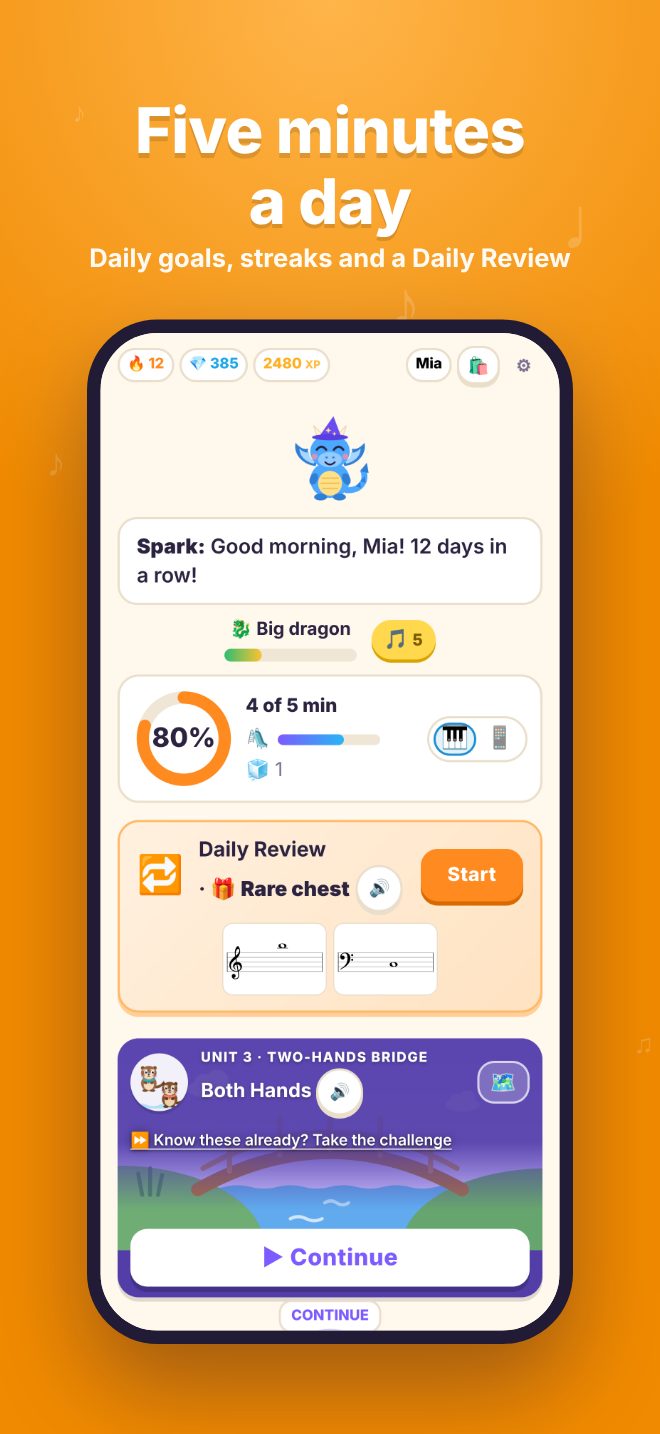 Five minutes
a day
Daily goals, streaks and a Daily Review
🔥 12
💎 385
2480 XP
Mia
Spark: Good morning, Mia! 12 days in
a row!
🐉 Big dragon
🎵 5
80%
4 of 5 min
🧊 1
Daily Review
· 🎁 Rare chest
Start
UNIT 3 · TWO-HANDS BRIDGE
Both Hands
⏩ Know these already? Take the challenge
▶ Continue
CONTINUE